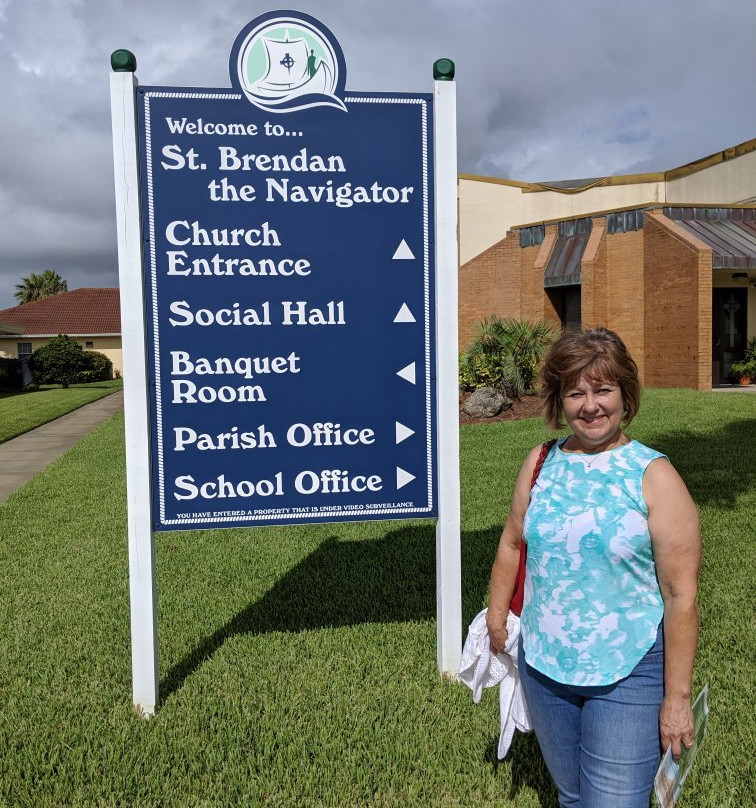 Welcome to...
St. Brendan
the Navigator
Church
Entrance
Social Hall
Banquet
Room
Parish Office
School Office
YOU HAVE ENTERED A PROPERTY THAT IS UNDER VIDEO SURVEILLANCE